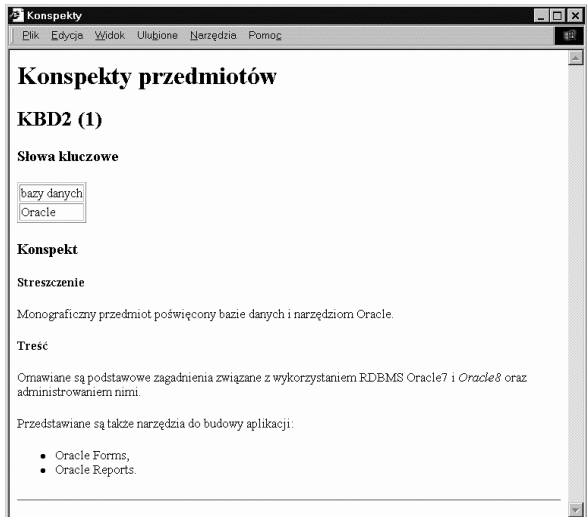 Konspekty
Plik Edycja Widok Ulubione Narzędzia Pomoc
Konspekty przedmiotów
KBD2 (1)
Słowa kluczowe
bazy danych
Oracle
Konspekt
Streszczenie
Monograficzny przedmiot poświęcony bazie danych i narzędziom Oracle.
Treść
Omawiane są podstawowe zagadnienia związane z wykorzystaniem RDBMS Oracle7 i Oracle8 oraz
administrowaniem nimi.
Przedstawiane są także narzędzia do budowy aplikacji:
• Oracle Forms,
• Oracle Reports.